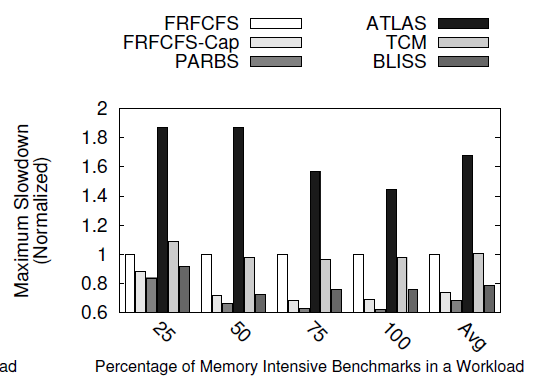 FRFCFS
FRFCFS-Cap
PARBS
ATLAS
TCM
BLISS
Maximum Slowdown
(Normalized)
2
1.8
1.6
1.4
1.2
1
0.8
0.6
25
50
75
100
Avg
ad
Percentage of Memory Intensive Benchmarks in a Workload